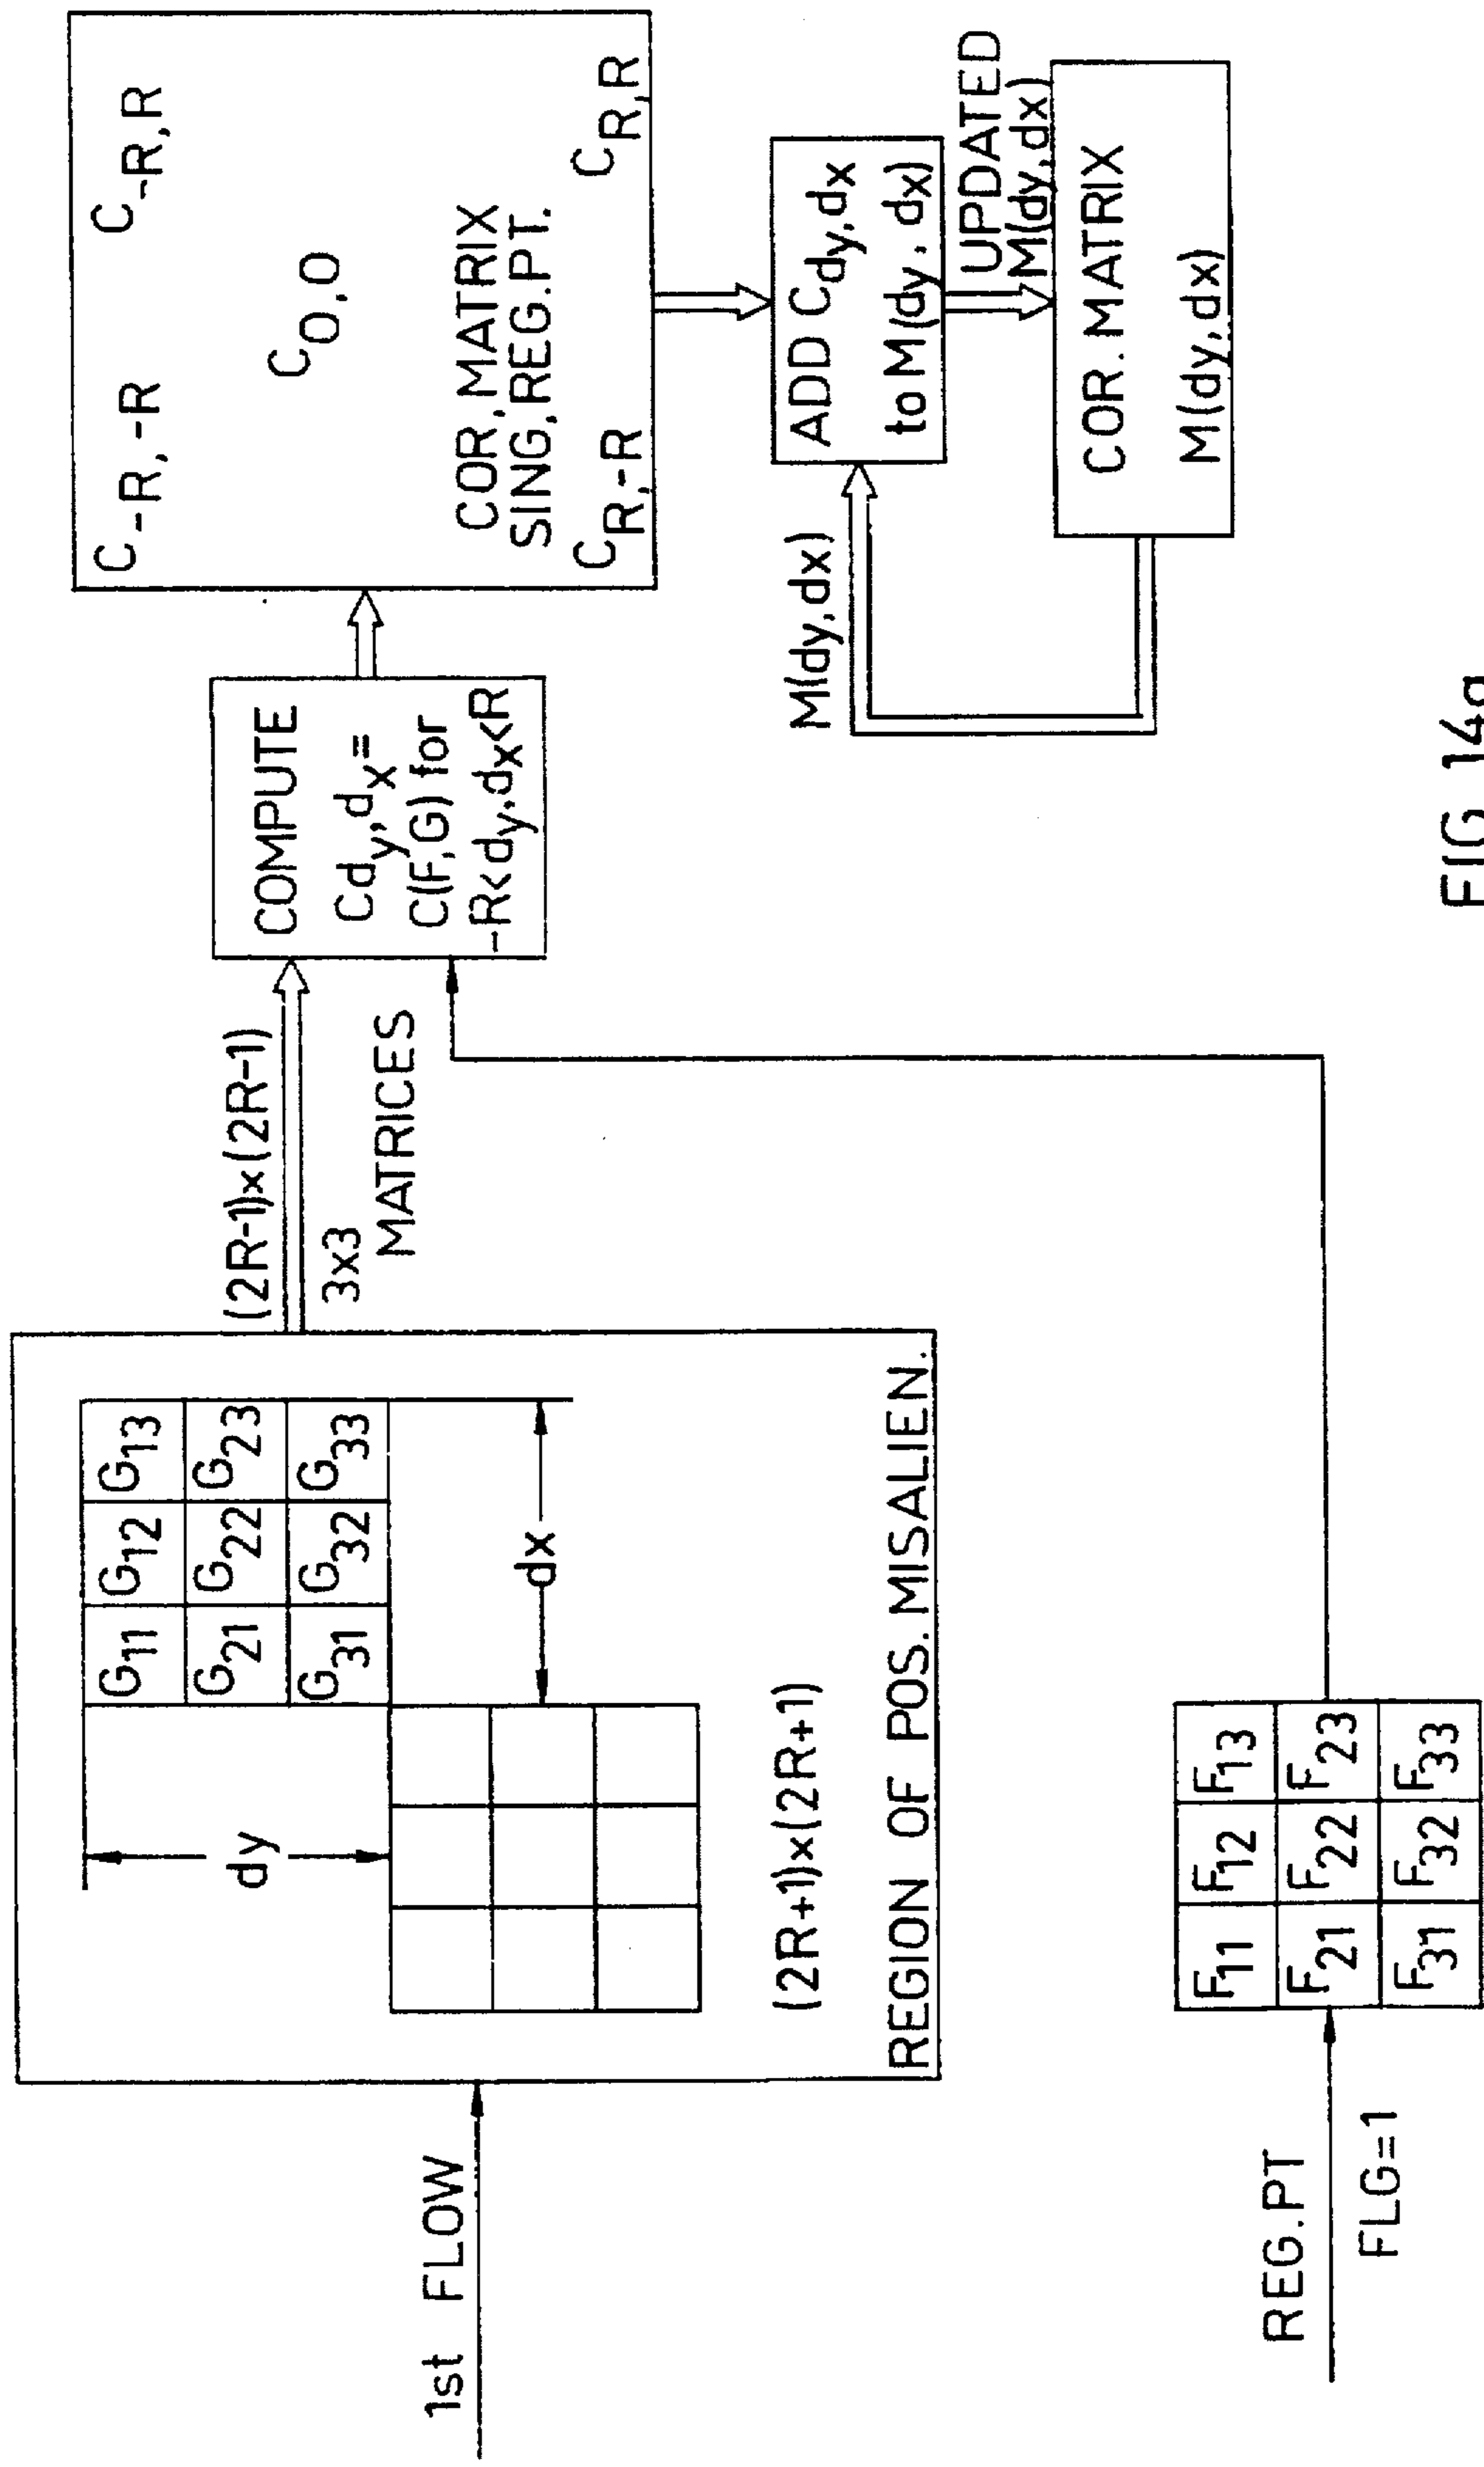 1st FLOW
G11 G12 G13
G21 G22 G23
G31 G32 G33
dy
dx
(2R+1)x(2R+1)
REGION OF POS. MISALIEN.
(2R-1)x(2R-1)
3x3
MATRICES
REG.PT
FLG=1
F11 F12 F13
F21 F22 F23
F31 F32 F33
COMPUTE
Cdy,dx=
C(F,G) for
-R<dy,dx<R
C-R,-R C-R,R
C0,0
COR,MATRIX
SING,REG.PT.
CR,-R CR,R
ADD Cdy,dx
to M(dy,dx)
M(dy,dx)
UPDATED
M(dy,dx)
COR.MATRIX
M(dy,dx)